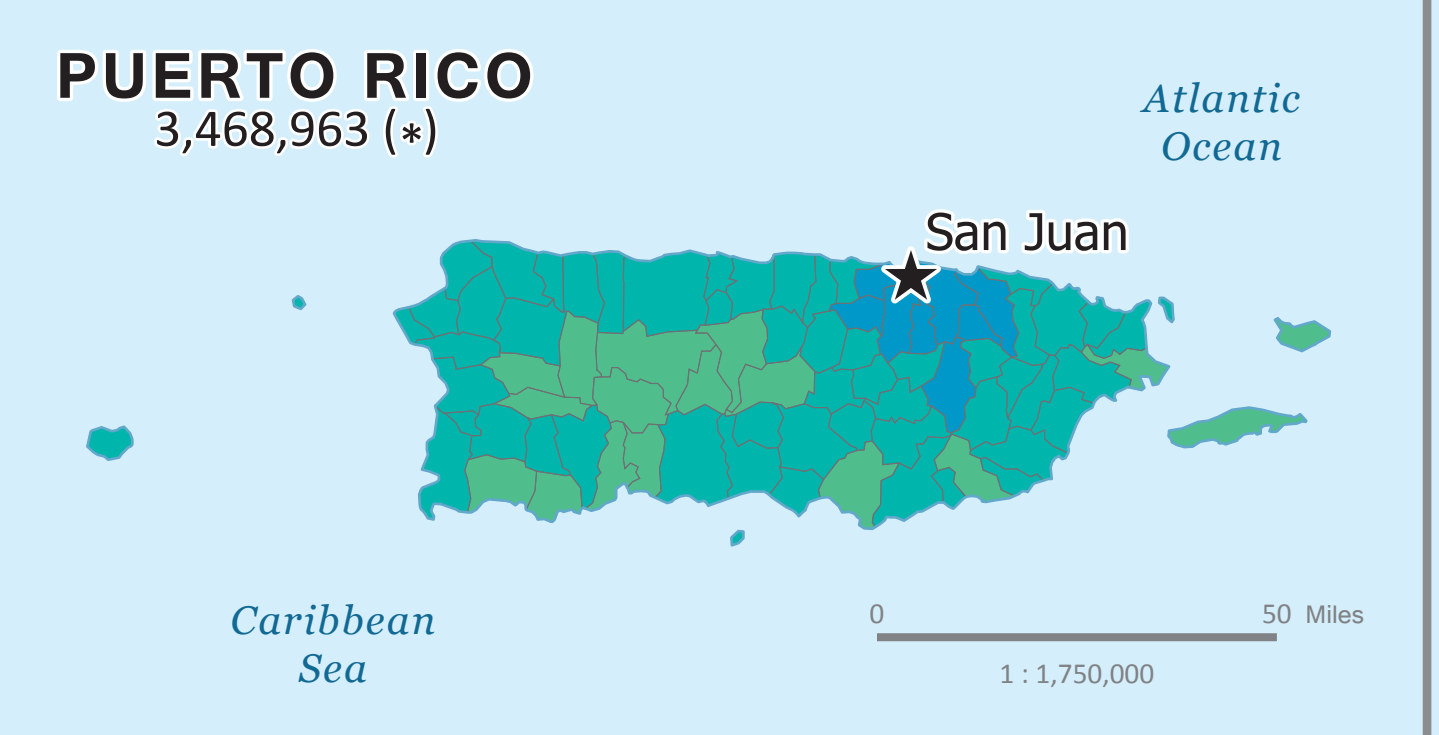 PUERTO RICO
3,468,963 (*)
Atlantic
Ocean
San Juan
Caribbean
Sea
0 50 Miles
1 : 1,750,000